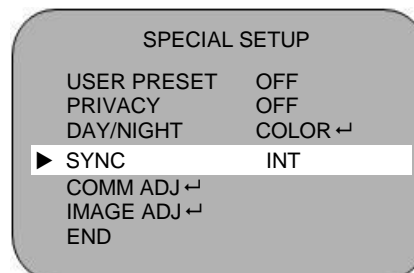 SPECIAL SETUP
USER PRESET OFF
PRIVACY OFF
DAY/NIGHT COLOR ↵
▶ SYNC INT
COMM ADJ ↵
IMAGE ADJ ↵
END